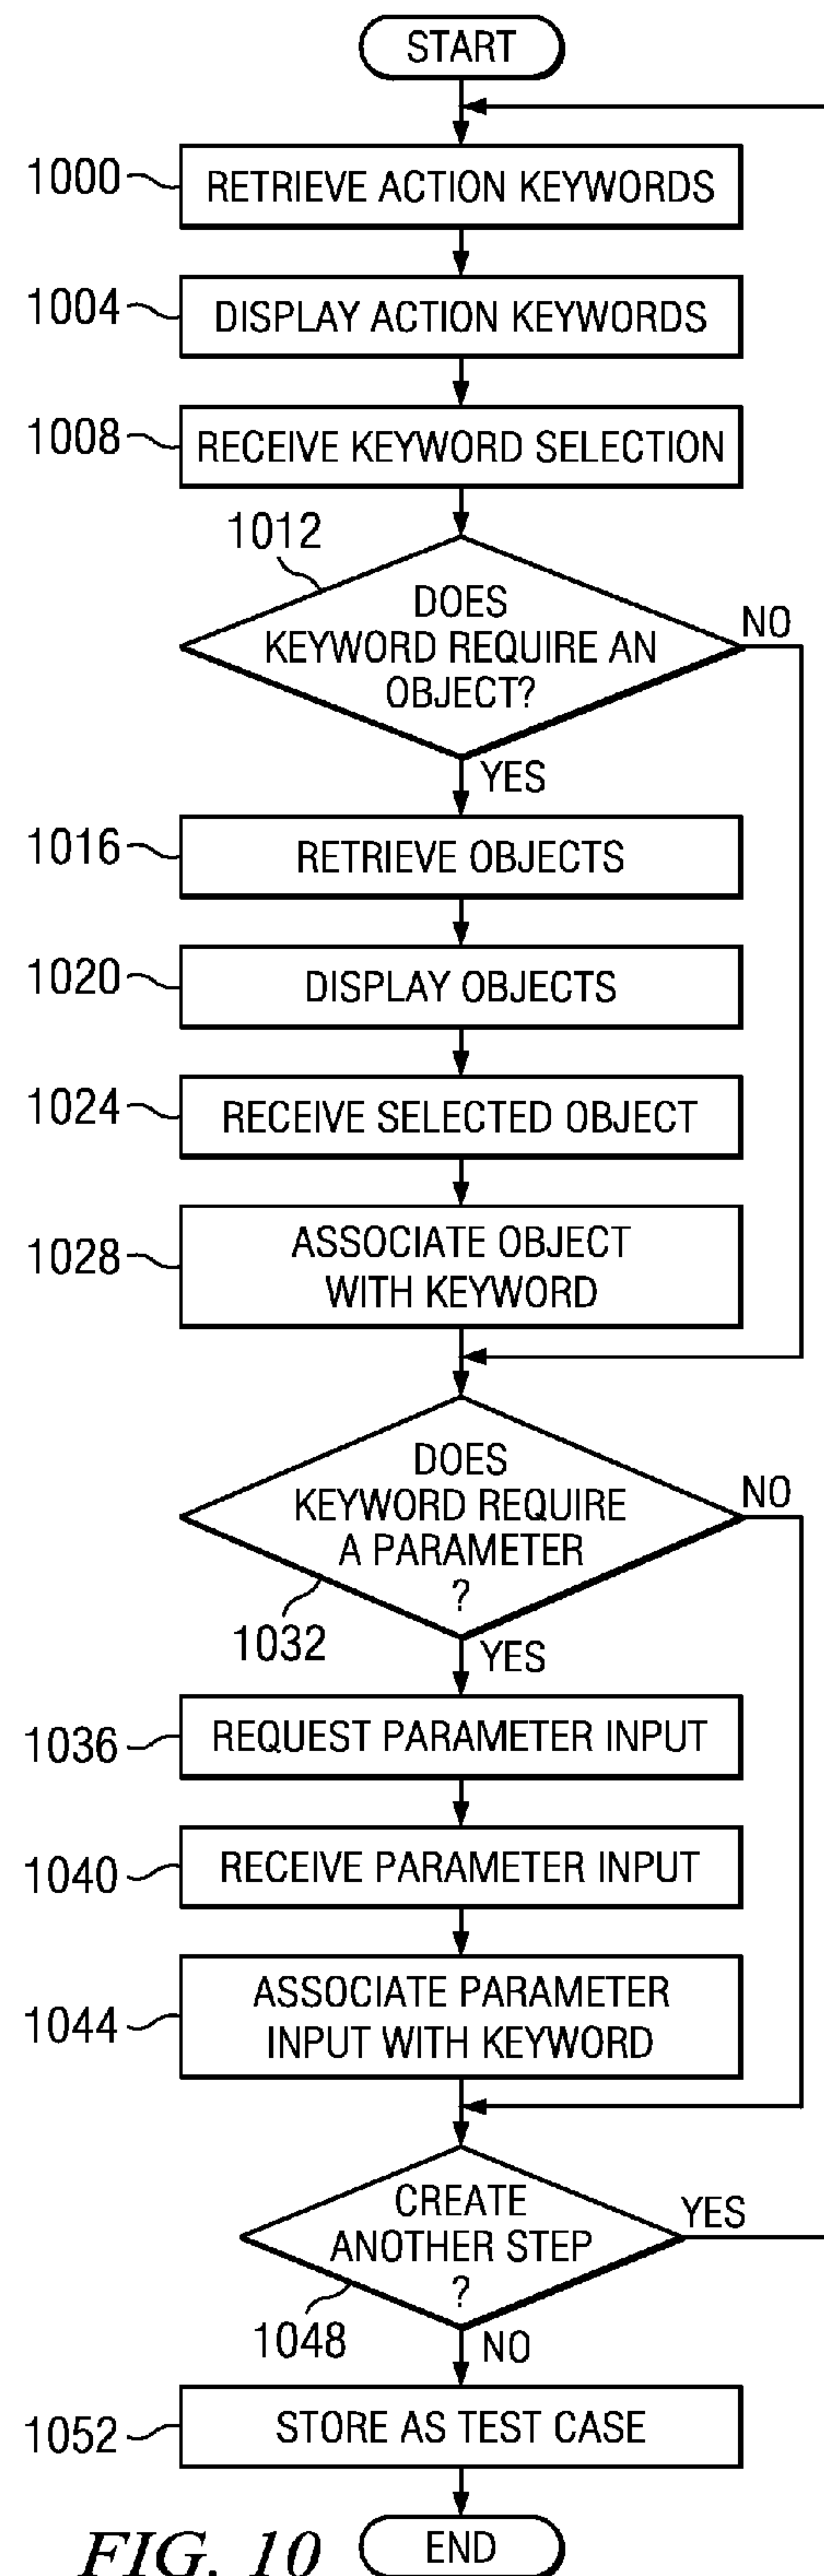 START
1000
RETRIEVE ACTION KEYWORDS
1004
DISPLAY ACTION KEYWORDS
1008
RECEIVE KEYWORD SELECTION
1012
DOES
KEYWORD REQUIRE AN
OBJECT?
NO
YES
1016
RETRIEVE OBJECTS
1020
DISPLAY OBJECTS
1024
RECEIVE SELECTED OBJECT
1028
ASSOCIATE OBJECT
WITH KEYWORD
DOES
KEYWORD REQUIRE
A PARAMETER
?
NO
1032
YES
1036
REQUEST PARAMETER INPUT
1040
RECEIVE PARAMETER INPUT
1044
ASSOCIATE PARAMETER
INPUT WITH KEYWORD
CREATE
ANOTHER STEP
?
YES
1048
NO
1052
STORE AS TEST CASE
FIG. 10
END